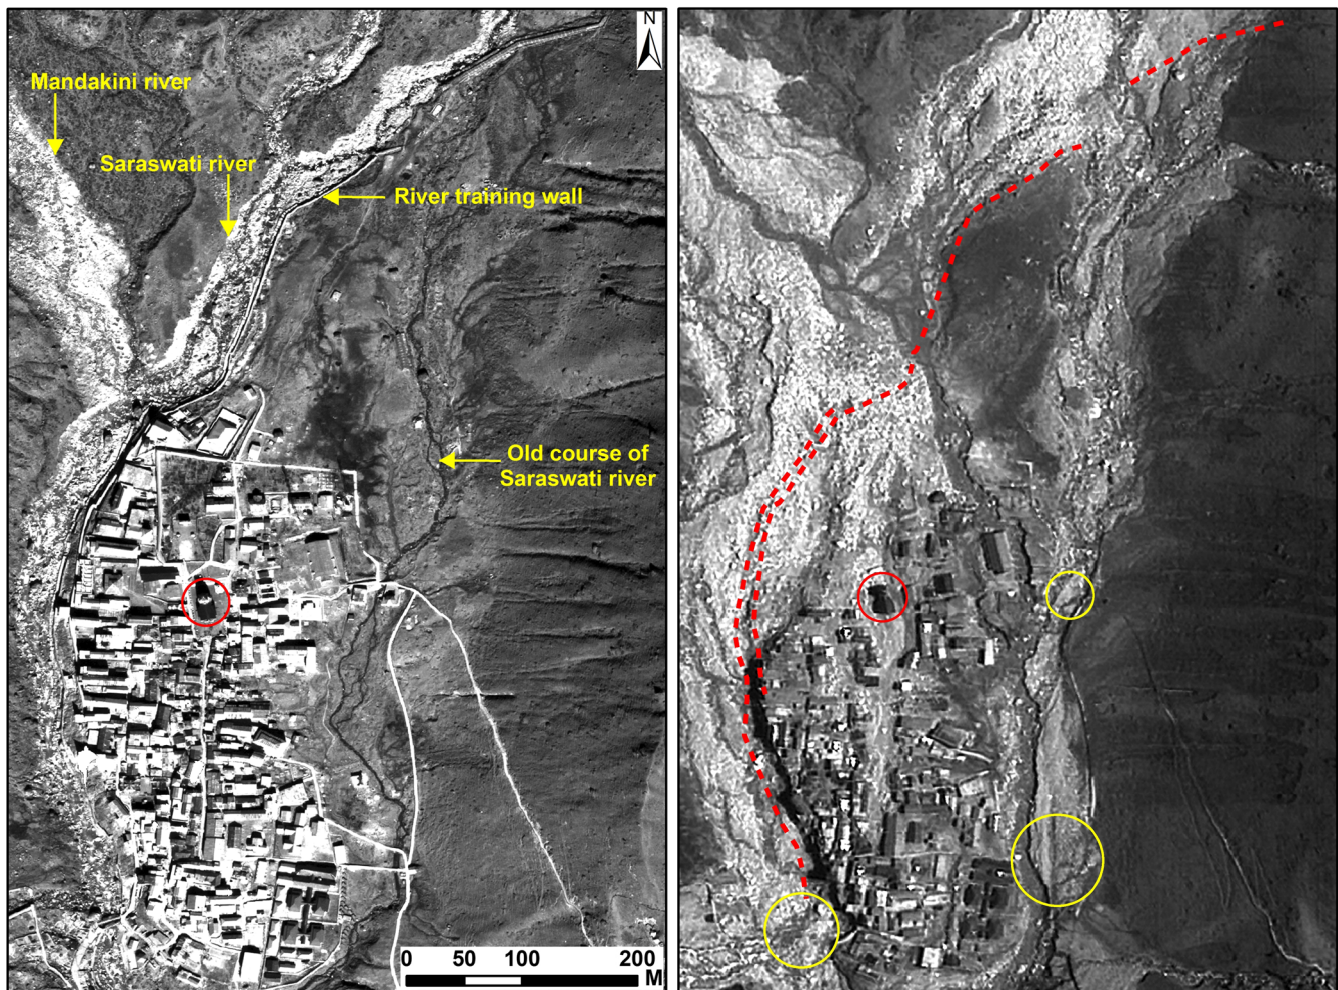 N
Mandakini river
Saraswati river
River training wall
Old course of
Saraswati river
0 50 100 200
M